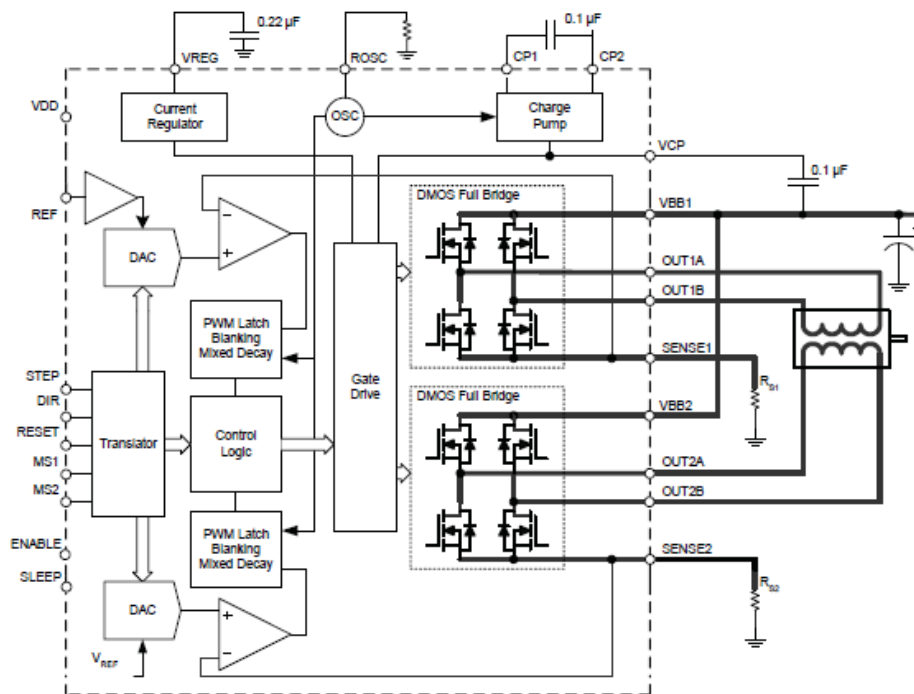 0.22 µF
0.1 µF
VREG
ROSC
CP1
CP2
VDD
Current
Regulator
OSC
Charge
Pump
VCP
0.1 µF
REF
DMOS Full Bridge
VBB1
DAC
OUT1A
OUT1B
PWM Latch
Blanking
Mixed Decay
SENSE1
Gate
Drive
RS1
STEP
DIR
RESET
MS1
MS2
Translator
Control
Logic
DMOS Full Bridge
VBB2
OUT2A
OUT2B
PWM Latch
Blanking
Mixed Decay
ENABLE
SLEEP
SENSE2
RS2
DAC
VREF